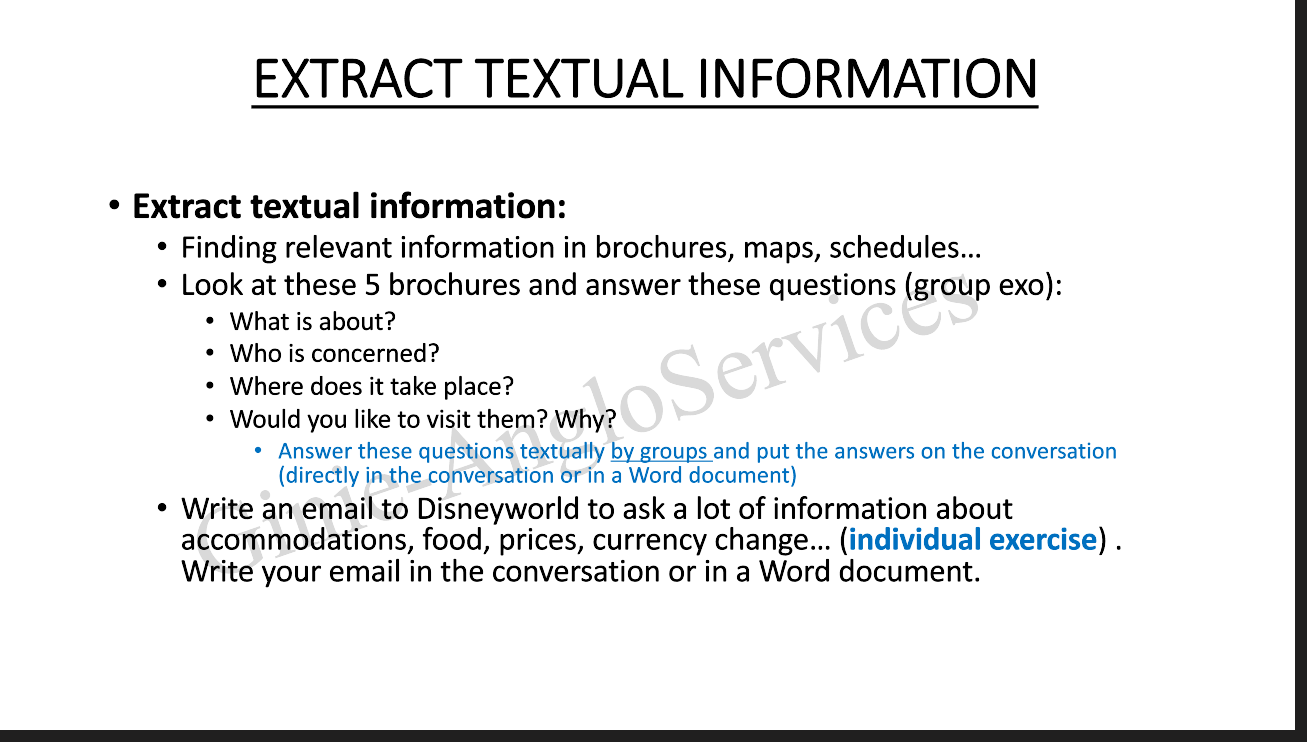 EXTRACT TEXTUAL INFORMATION
• Extract textual information:
• Finding relevant information in brochures, maps, schedules…
• Look at these 5 brochures and answer these questions (group exo):
• What is about?
• Who is concerned?
• Where does it take place?
• Would you like to visit them? Why?
• Answer these questions textually by groups and put the answers on the conversation
(directly in the conversation or in a Word document)
• Write an email to Disneyworld to ask a lot of information about
accommodations, food, prices, currency change… (individual exercise) .
Write your email in the conversation or in a Word document.
Ginie-AngloServices